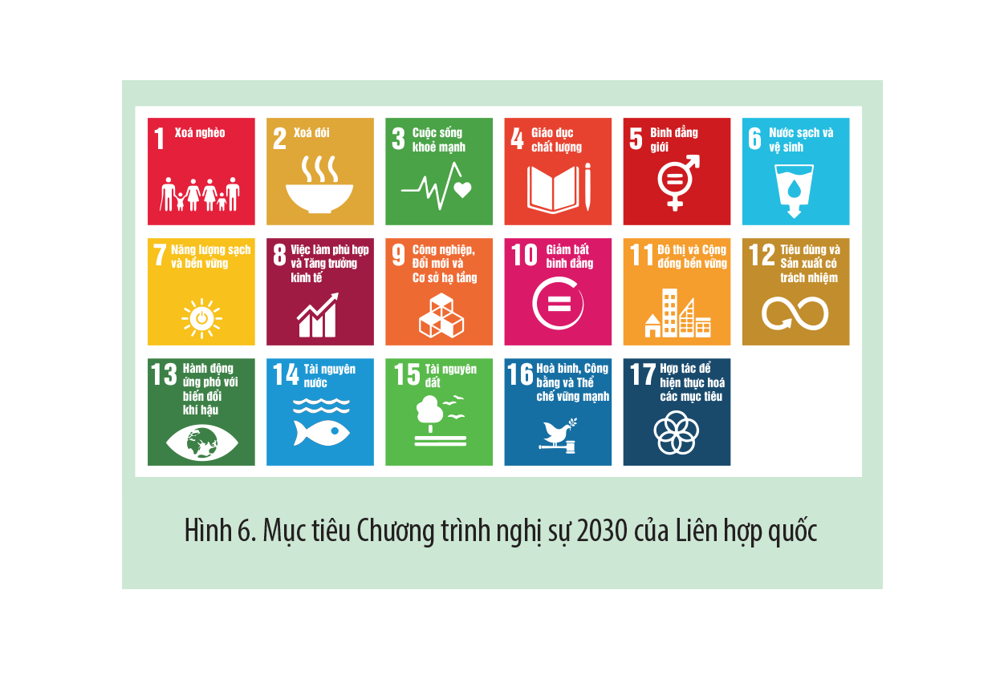 1 Xoá nghèo
2 Xoá đói
3 Cuộc sống
khoẻ mạnh
4 Giáo dục
chất lượng
5 Bình đẳng
giới
6 Nước sạch và
vệ sinh
7 Năng lượng sạch
và bền vững
8 Việc làm phù hợp
và Tăng trưởng
kinh tế
9 Công nghiệp,
Đổi mới và
Cơ sở hạ tầng
10 Giảm bất
bình đẳng
11 Đô thị và Cộng
đồng bền vững
12 Tiêu dùng và
Sản xuất có
trách nhiệm
13 Hành động
ứng phó với
biến đổi
khí hậu
14 Tài nguyên
nước
15 Tài nguyên
đất
16 Hoà bình, Công
bằng và Thể
chế vững mạnh
17 Hợp tác để
hiện thực hoá
các mục tiêu
Hình 6. Mục tiêu Chương trình nghị sự 2030 của Liên hợp quốc